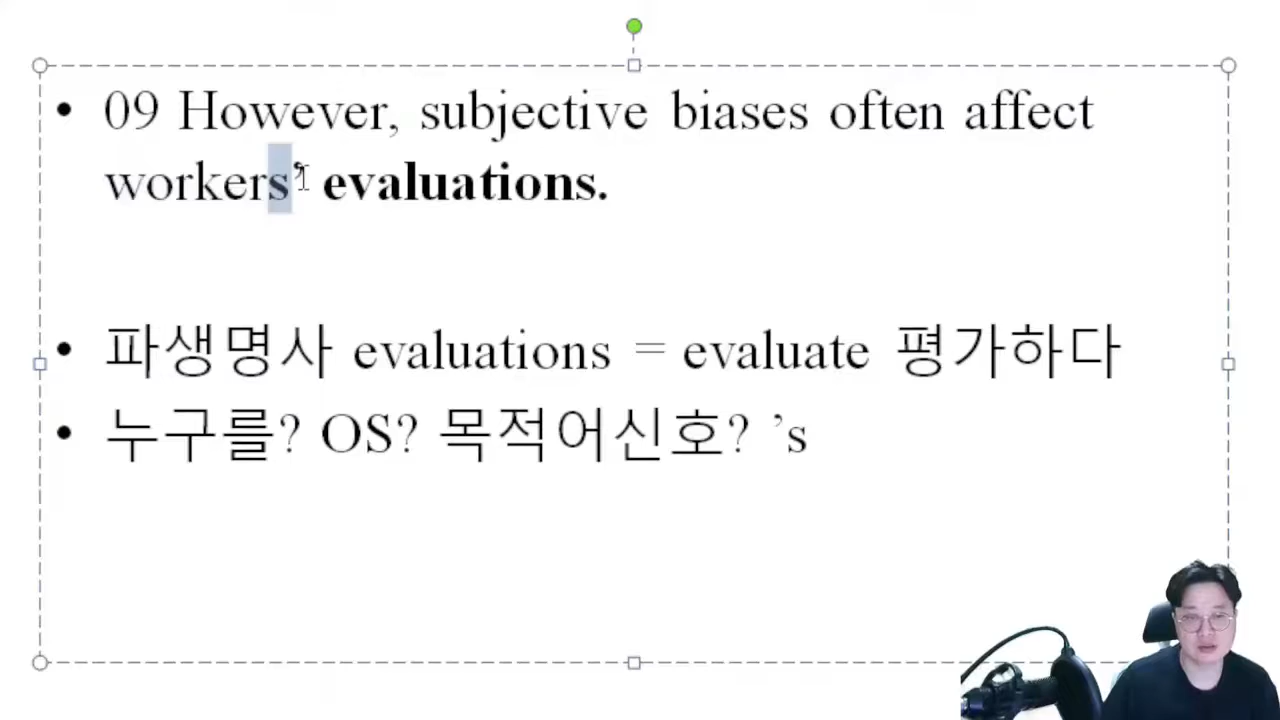 • 09 However, subjective biases often affect
workers’ evaluations.
• 파생명사 evaluations = evaluate 평가하다
• 누구를? OS? 목적어신호? ’s